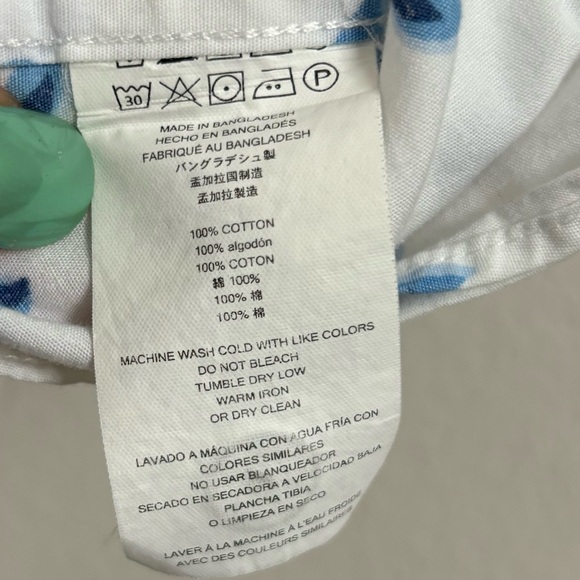 30 P
MADE IN BANGLADESH
HECHO EN BANGLADÉS
FABRIQUÉ AU BANGLADESH
バングラデシュ製
孟加拉国制造
孟加拉製造
100% COTTON
100% algodón
100% COTON
綿 100%
100% 棉
100% 棉
MACHINE WASH COLD WITH LIKE COLORS
DO NOT BLEACH
TUMBLE DRY LOW
WARM IRON
OR DRY CLEAN
LAVADO A MÁQUINA CON AGUA FRÍA CON
COLORES SIMILARES
NO USAR BLANQUEADOR
SECADO EN SECADORA A VELOCIDAD BAJA
PLANCHA TIBIA
O LIMPIEZA EN SECO
LAVER À LA MACHINE À L'EAU FROIDE
AVEC DES COULEURS SIMILAIRES